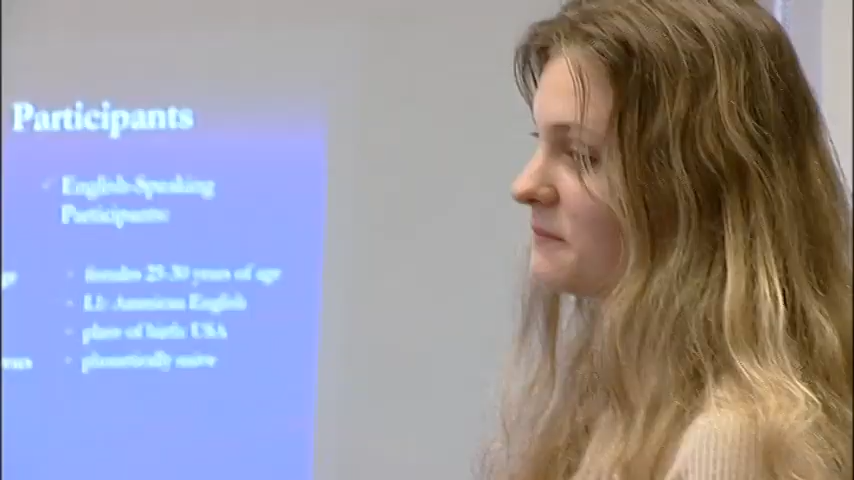 Participants
English-Speaking
Participants:
females 25-30 years of age
L1: American English
place of birth: USA
phonetically naive